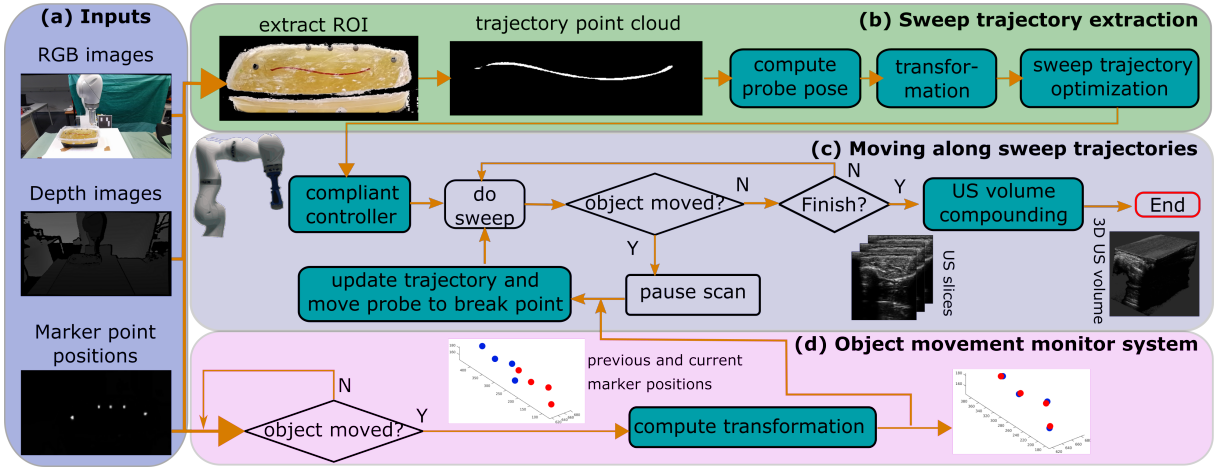 (a) Inputs
RGB images
Depth images
Marker point
positions
(b) Sweep trajectory extraction
extract ROI
trajectory point cloud
compute
probe pose
transfor-
mation
sweep trajectory
optimization
(c) Moving along sweep trajectories
compliant
controller
do
sweep
object moved?
N
Y
Finish?
N
Y
US volume
compounding
End
update trajectory and
move probe to break point
pause scan
US slices
3D US volume
(d) Object movement monitor system
object moved?
N
Y
previous and current
marker positions
compute transformation